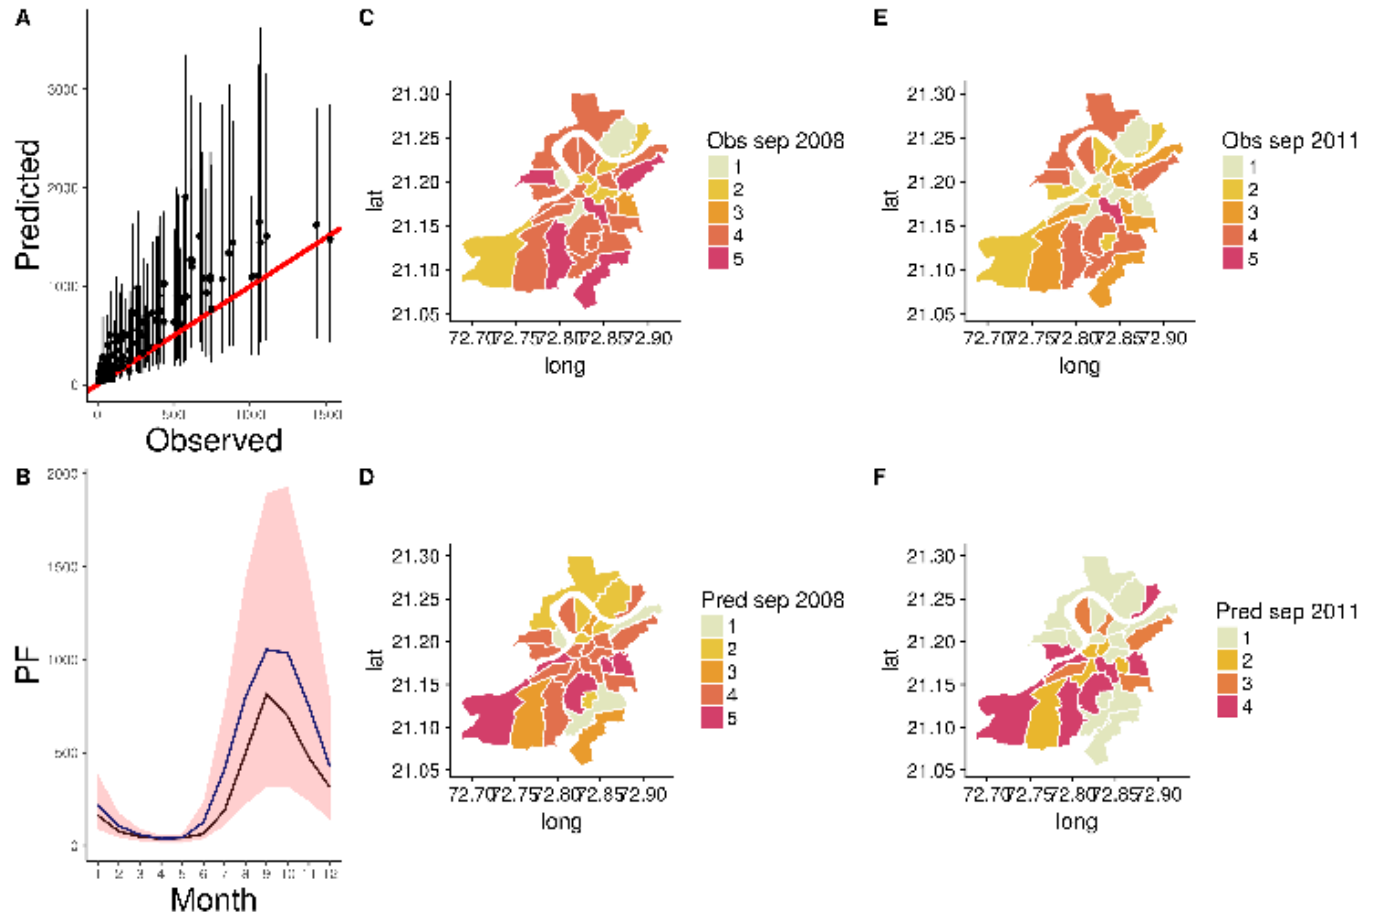 A
3000
2000
1000
0
Predicted
0 500 1000 1500
Observed
B
2000
1500
1000
500
0
PF
1 2 3 4 5 6 7 8 9 10 11 12
Month
C
21.30
21.25
21.20
21.15
21.10
21.05
lat
72.70 72.75 72.80 72.85 72.90
long
Obs sep 2008
1
2
3
4
5
D
21.30
21.25
21.20
21.15
21.10
21.05
lat
72.70 72.75 72.80 72.85 72.90
long
Pred sep 2008
1
2
3
4
5
E
21.30
21.25
21.20
21.15
21.10
21.05
lat
72.70 72.75 72.80 72.85 72.90
long
Obs sep 2011
1
2
3
4
5
F
21.30
21.25
21.20
21.15
21.10
21.05
lat
72.70 72.75 72.80 72.85 72.90
long
Pred sep 2011
1
2
3
4